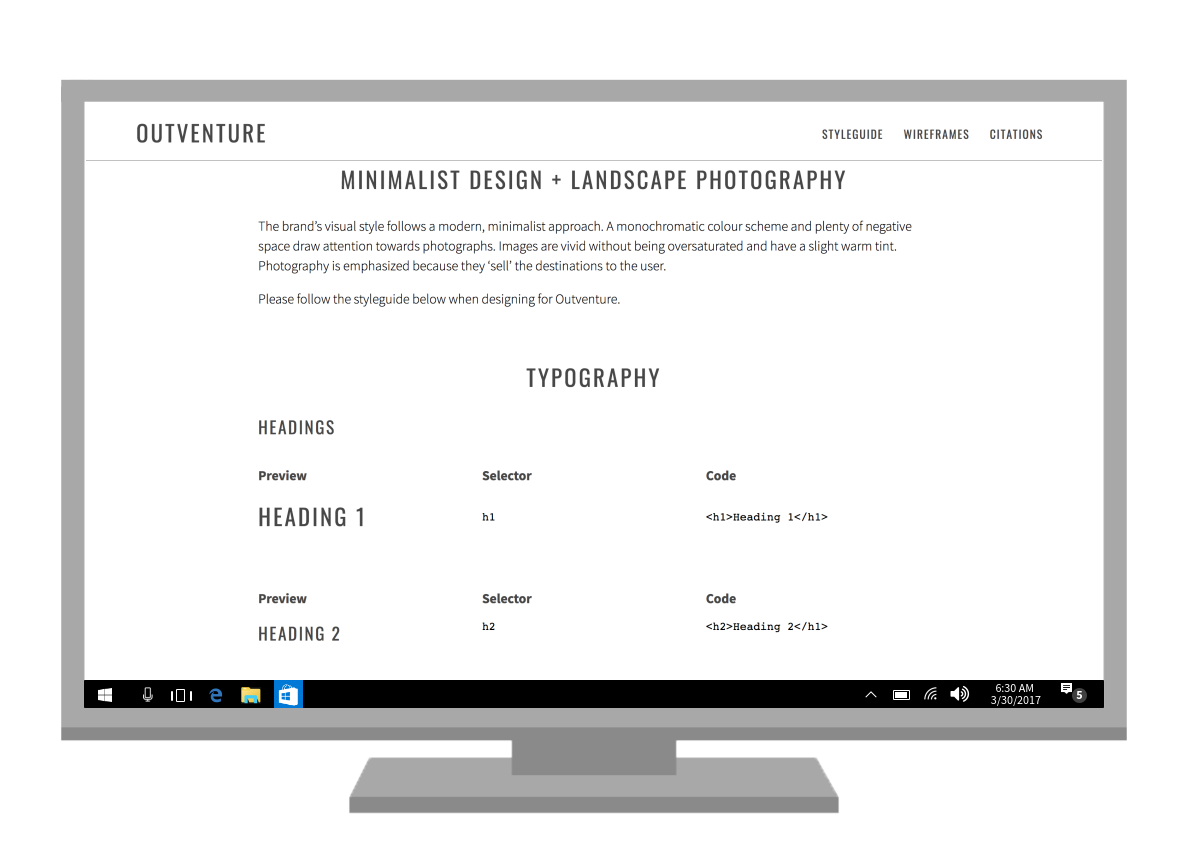 OUTVENTURE
STYLEGUIDE WIREFRAMES CITATIONS
MINIMALIST DESIGN + LANDSCAPE PHOTOGRAPHY
The brand’s visual style follows a modern, minimalist approach. A monochromatic colour scheme and plenty of negative
space draw attention towards photographs. Images are vivid without being oversaturated and have a slight warm tint.
Photography is emphasized because they ‘sell’ the destinations to the user.
Please follow the styleguide below when designing for Outventure.
TYPOGRAPHY
HEADINGS
Preview Selector Code
HEADING 1 h1 <h1>Heading 1</h1>
Preview Selector Code
HEADING 2 h2 <h2>Heading 2</h1>
6:30 AM
3/30/2017
5